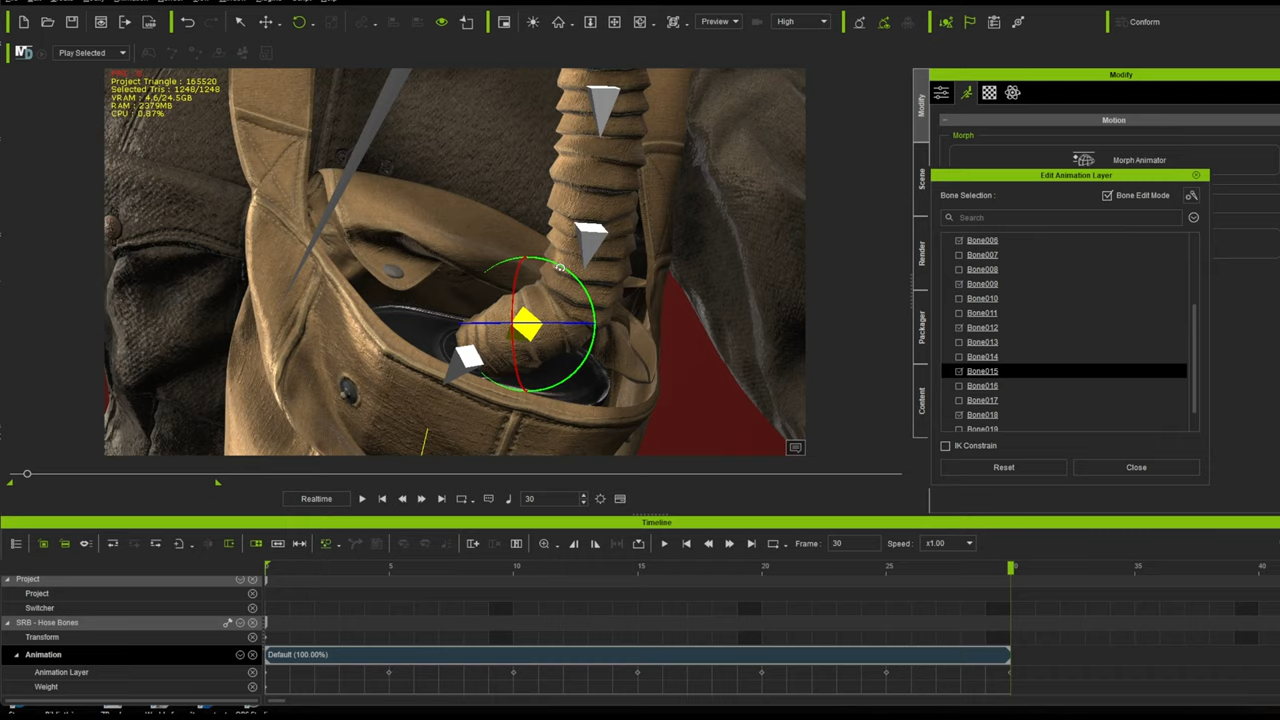 Preview
High
Conform
Play Selected
FPS : 0
Project Triangle : 165520
Selected Tris : 1248/1248
VRAM : 4.6/24.5GB
RAM : 2379MB
CPU : 0.87%
Modify
Modify
Scene
Render
Packager
Content
Motion
Morph
Morph Animator
Edit Animation Layer
Bone Selection :
Bone Edit Mode
Search
Bone006
Bone007
Bone008
Bone009
Bone010
Bone011
Bone012
Bone013
Bone014
Bone015
Bone016
Bone017
Bone018
Bone019
IK Constrain
Reset
Close
Realtime
30
Timeline
Frame :
30
Speed :
x1.00
5
10
15
20
25
35
40
Project
Project
Switcher
SRB - Hose Bones
Transform
Animation
Default (100.00%)
Animation Layer
Weight